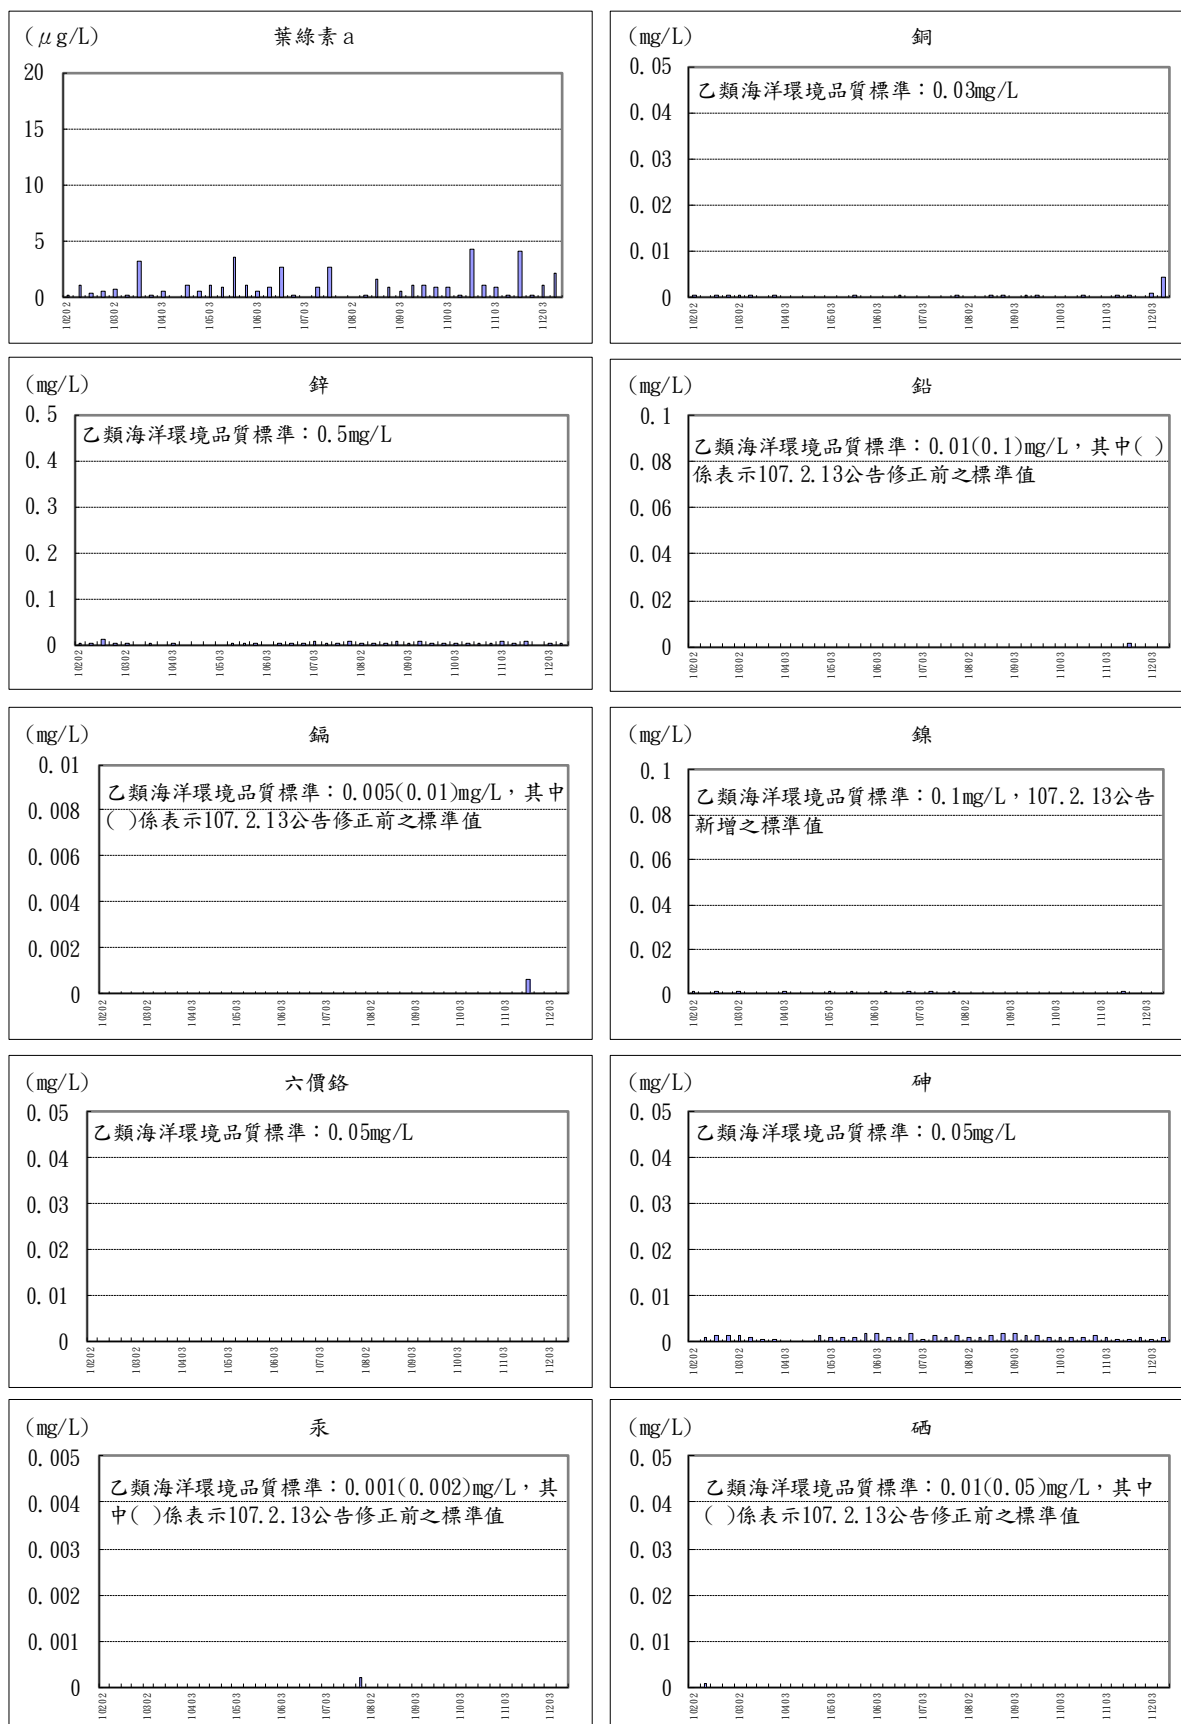 (μg/L) 葉綠素a
20
15
10
5
0
10202 10302 10403 10503 10603 10703 10802 10903 11003 11103 11203
(mg/L) 銅
0.05
乙類海洋環境品質標準：0.03mg/L
0.04
0.03
0.02
0.01
0
10202 10302 10403 10503 10603 10703 10802 10903 11003 11103 11203
(mg/L) 鋅
0.5
乙類海洋環境品質標準：0.5mg/L
0.4
0.3
0.2
0.1
0
10202 10302 10403 10503 10603 10703 10802 10903 11003 11103 11203
(mg/L) 鉛
0.1
乙類海洋環境品質標準：0.01(0.1)mg/L，其中( )
係表示107.2.13公告修正前之標準值
0.08
0.06
0.04
0.02
0
10202 10302 10403 10503 10603 10703 10802 10903 11003 11103 11203
(mg/L) 鎘
0.01
乙類海洋環境品質標準：0.005(0.01)mg/L，其中
( )係表示107.2.13公告修正前之標準值
0.008
0.006
0.004
0.002
0
10202 10302 10403 10503 10603 10703 10802 10903 11003 11103 11203
(mg/L) 鎳
0.1
乙類海洋環境品質標準：0.1mg/L，107.2.13公告
新增之標準值
0.08
0.06
0.04
0.02
0
10202 10302 10403 10503 10603 10703 10802 10903 11003 11103 11203
(mg/L) 六價鉻
0.05
乙類海洋環境品質標準：0.05mg/L
0.04
0.03
0.02
0.01
0
10202 10302 10403 10503 10603 10703 10802 10903 11003 11103 11203
(mg/L) 砷
0.05
乙類海洋環境品質標準：0.05mg/L
0.04
0.03
0.02
0.01
0
10202 10302 10403 10503 10603 10703 10802 10903 11003 11103 11203
(mg/L) 汞
0.005
乙類海洋環境品質標準：0.001(0.002)mg/L，其
中( )係表示107.2.13公告修正前之標準值
0.004
0.003
0.002
0.001
0
10202 10302 10403 10503 10603 10703 10802 10903 11003 11103 11203
(mg/L) 硒
0.05
乙類海洋環境品質標準：0.01(0.05)mg/L，其中
( )係表示107.2.13公告修正前之標準值
0.04
0.03
0.02
0.01
0
10202 10302 10403 10503 10603 10703 10802 10903 11003 11103 11203